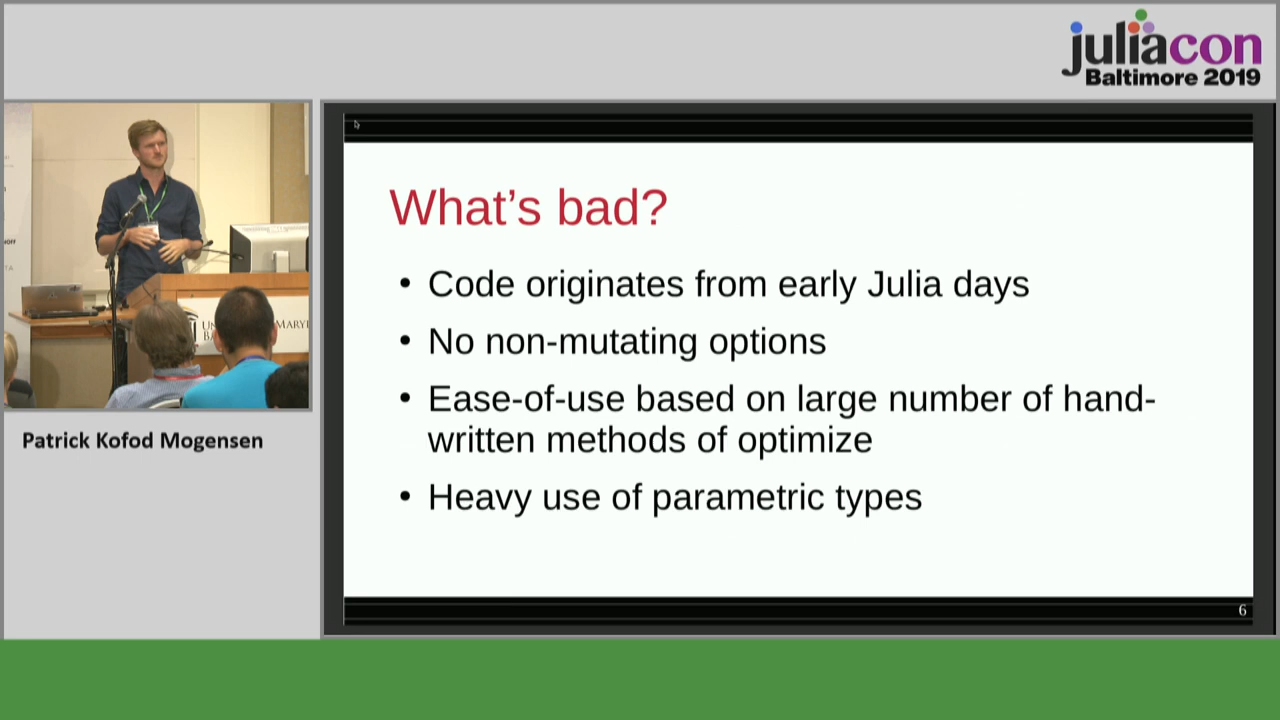 juliacon
Baltimore 2019
What's bad?
• Code originates from early Julia days
• No non-mutating options
• Ease-of-use based on large number of hand-
written methods of optimize
• Heavy use of parametric types
6
Patrick Kofod Mogensen